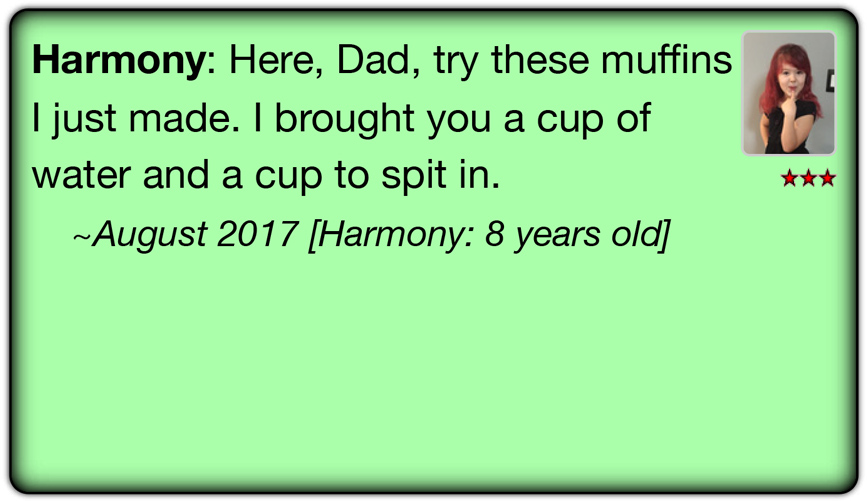 Harmony: Here, Dad, try these muffins
I just made. I brought you a cup of
water and a cup to spit in.
~August 2017 [Harmony: 8 years old]